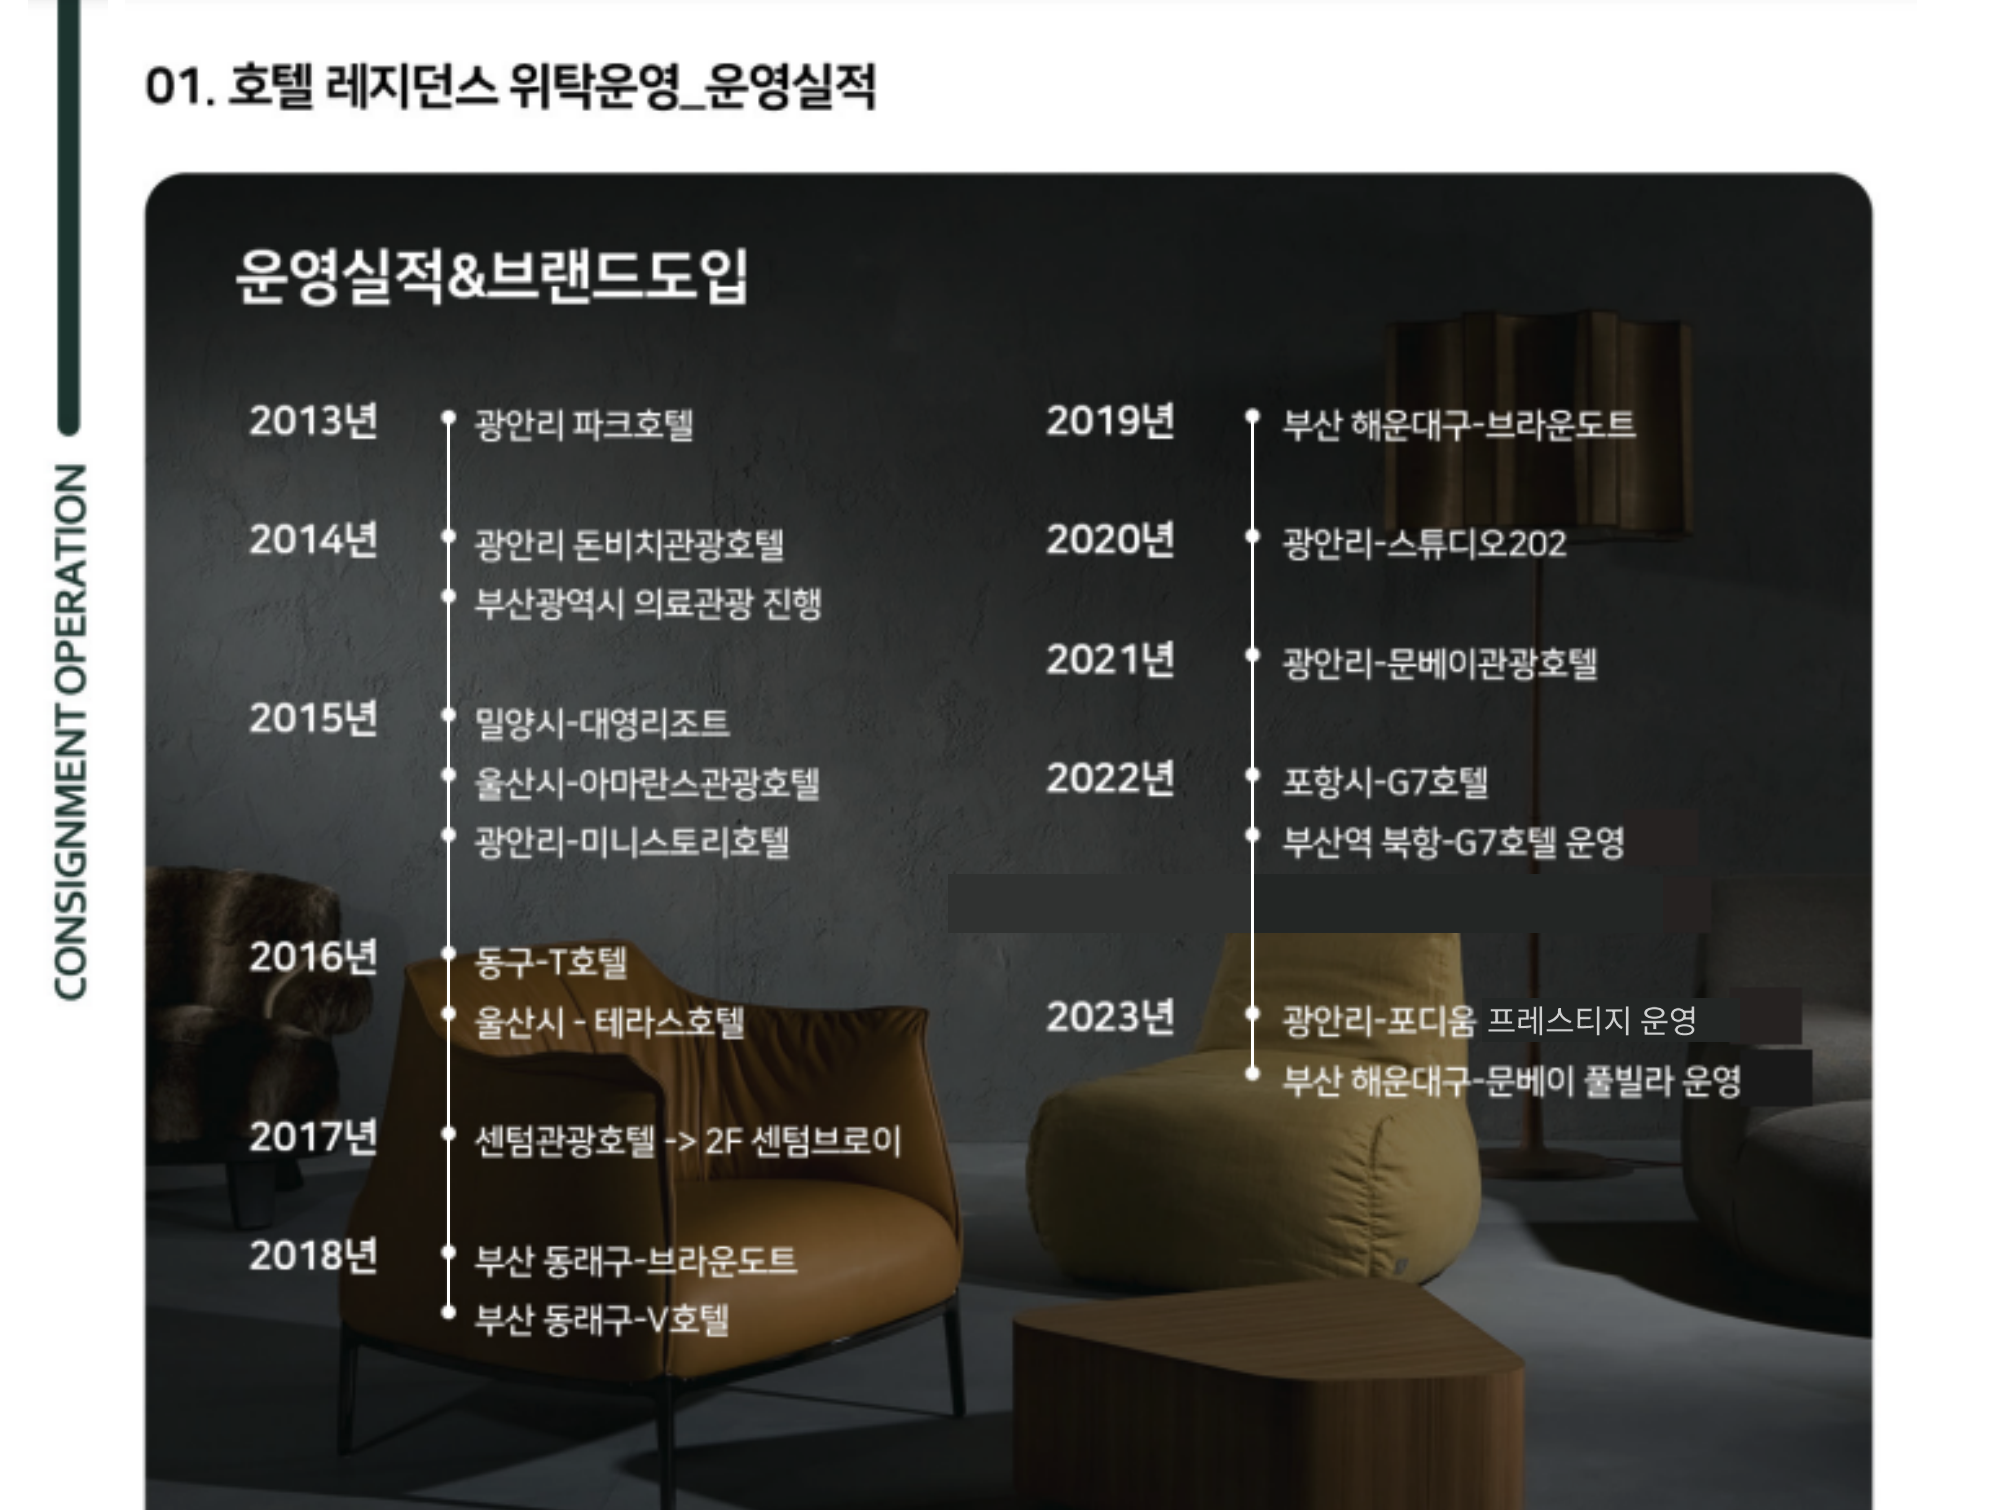 01. 호텔 레지던스 위탁운영_운영실적
CONSIGNMENT OPERATION
운영실적&브랜드도입
2013년 광안리 파크호텔
2014년 광안리 돈비치관광호텔
부산광역시 의료관광 진행
2015년 밀양시-대영리조트
울산시-아마란스관광호텔
광안리-미니스토리호텔
2016년 동구-T호텔
울산시 - 테라스호텔
2017년 센텀관광호텔 -> 2F 센텀브로이
2018년 부산 동래구-브라운도트
부산 동래구-V호텔
2019년 부산 해운대구-브라운도트
2020년 광안리-스튜디오202
2021년 광안리-문베이관광호텔
2022년 포항시-G7호텔
부산역 북항-G7호텔 운영
2023년 광안리-포디움 프레스티지 운영
부산 해운대구-문베이 풀빌라 운영